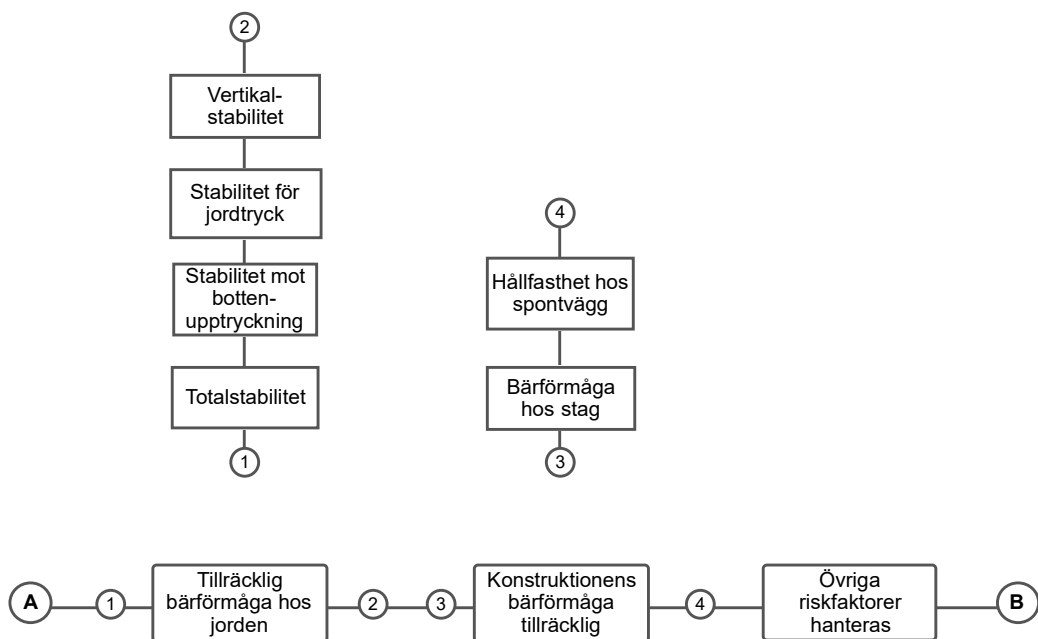 2
Vertikal-
stabilitet
Stabilitet för
jordtryck
Stabilitet mot
botten-
upptryckning
Totalstabilitet
1
4
Hållfasthet hos
spontvägg
Bärförmåga
hos stag
3
A
1
Tillräcklig
bärförmåga hos
jorden
2
3
Konstruktionens
bärförmåga
tillräcklig
4
Övriga
riskfaktorer
hanteras
B